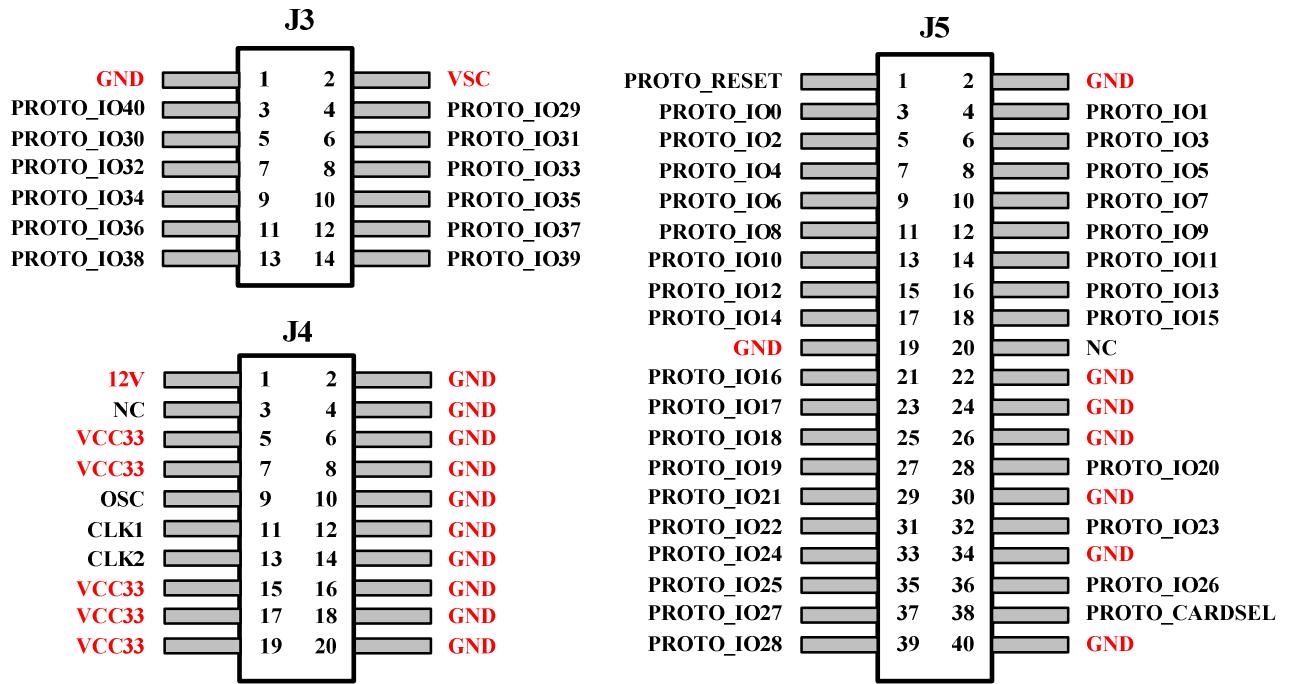 J3
GND 1 2 VSC
PROTO_IO40 3 4 PROTO_IO29
PROTO_IO30 5 6 PROTO_IO31
PROTO_IO32 7 8 PROTO_IO33
PROTO_IO34 9 10 PROTO_IO35
PROTO_IO36 11 12 PROTO_IO37
PROTO_IO38 13 14 PROTO_IO39
J4
12V 1 2 GND
NC 3 4 GND
VCC33 5 6 GND
VCC33 7 8 GND
OSC 9 10 GND
CLK1 11 12 GND
CLK2 13 14 GND
VCC33 15 16 GND
VCC33 17 18 GND
VCC33 19 20 GND
J5
PROTO_RESET 1 2 GND
PROTO_IO0 3 4 PROTO_IO1
PROTO_IO2 5 6 PROTO_IO3
PROTO_IO4 7 8 PROTO_IO5
PROTO_IO6 9 10 PROTO_IO7
PROTO_IO8 11 12 PROTO_IO9
PROTO_IO10 13 14 PROTO_IO11
PROTO_IO12 15 16 PROTO_IO13
PROTO_IO14 17 18 PROTO_IO15
GND 19 20 NC
PROTO_IO16 21 22 GND
PROTO_IO17 23 24 GND
PROTO_IO18 25 26 GND
PROTO_IO19 27 28 PROTO_IO20
PROTO_IO21 29 30 GND
PROTO_IO22 31 32 PROTO_IO23
PROTO_IO24 33 34 GND
PROTO_IO25 35 36 PROTO_IO26
PROTO_IO27 37 38 PROTO_CARDSEL
PROTO_IO28 39 40 GND